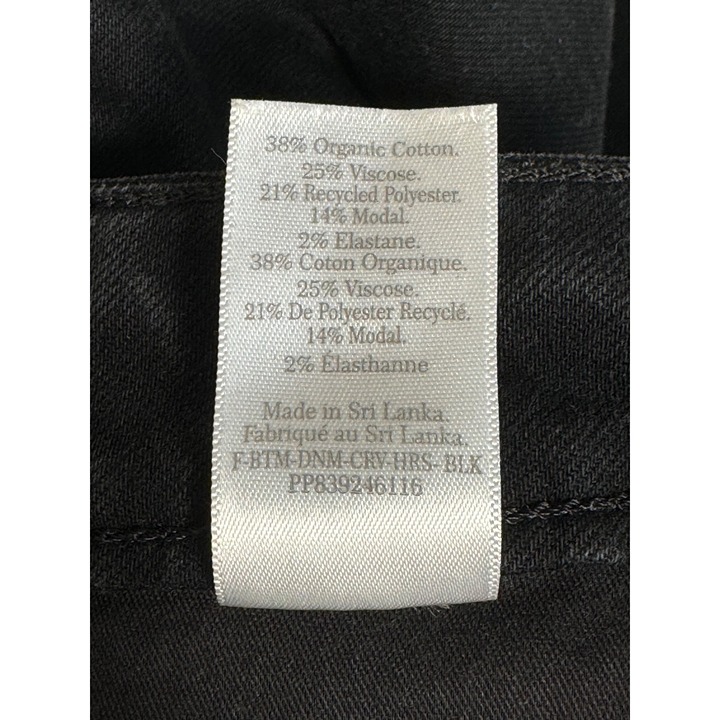 38% Organic Cotton.
25% Viscose.
21% Recycled Polyester.
14% Modal.
2% Elastane.
38% Coton Organique.
25% Viscose.
21% De Polyester Recyclé.
14% Modal.
2% Élasthanne
Made in Sri Lanka.
Fabriqué au Sri Lanka.
F-BTM-DNM-CRV-HRS- BLK
PP839246116